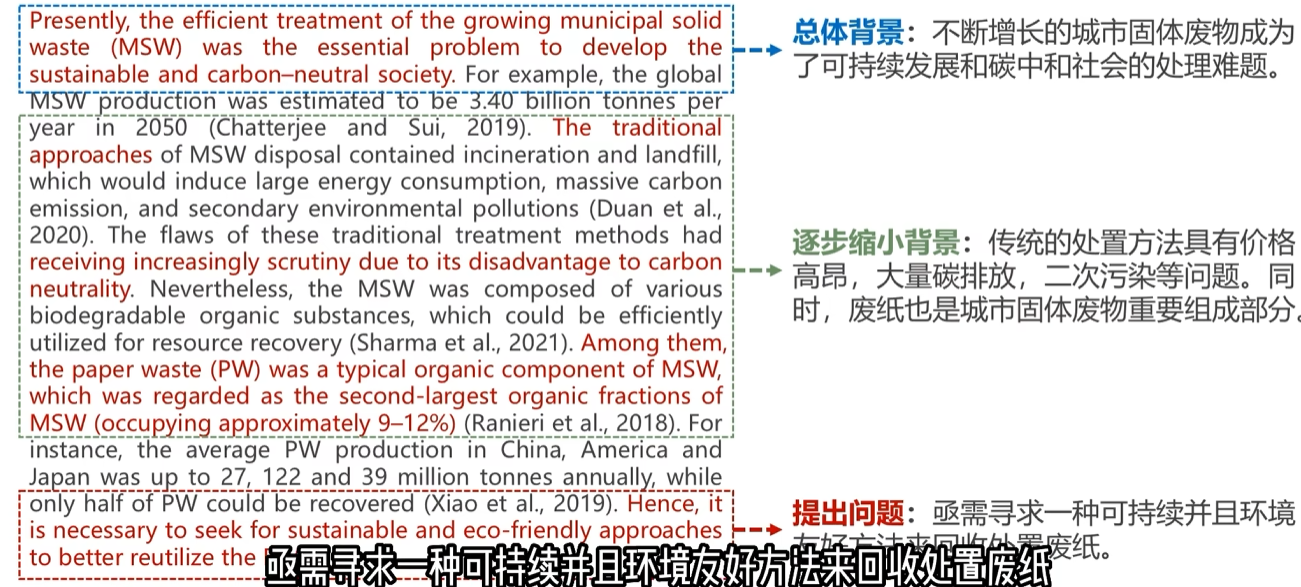 Presently, the efficient treatment of the growing municipal solid
waste (MSW) was the essential problem to develop the
sustainable and carbon–neutral society. For example, the global
MSW production was estimated to be 3.40 billion tonnes per
year in 2050 (Chatterjee and Sui, 2019). The traditional
approaches of MSW disposal contained incineration and landfill,
which would induce large energy consumption, massive carbon
emission, and secondary environmental pollutions (Duan et al.,
2020). The flaws of these traditional treatment methods had
receiving increasingly scrutiny due to its disadvantage to carbon
neutrality. Nevertheless, the MSW was composed of various
biodegradable organic substances, which could be efficiently
utilized for resource recovery (Sharma et al., 2021). Among them,
the paper waste (PW) was a typical organic component of MSW,
which was regarded as the second-largest organic fractions of
MSW (occupying approximately 9–12%) (Ranieri et al., 2018). For
instance, the average PW production in China, America and
Japan was up to 27, 122 and 39 million tonnes annually, while
only half of PW could be recovered (Xiao et al., 2019). Hence, it
is necessary to seek for sustainable and eco-friendly approaches
to better reutilize the
总体背景：不断增长的城市固体废物成为
了可持续发展和碳中和社会的处理难题。
逐步缩小背景：传统的处置方法具有价格
高昂，大量碳排放，二次污染等问题。同
时，废纸也是城市固体废物重要组成部分。
提出问题：亟需寻求一种可持续并且环境
友好方法来回收处置废纸。
亟需寻求一种可持续并且环境友好方法来回收处置废纸